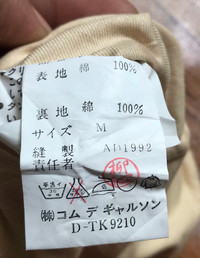 表地 綿 100%
裏地 綿 100%
サイズ M
縫製 AD1992
責任者
㈱コム デ ギャルソン
D-TK9210